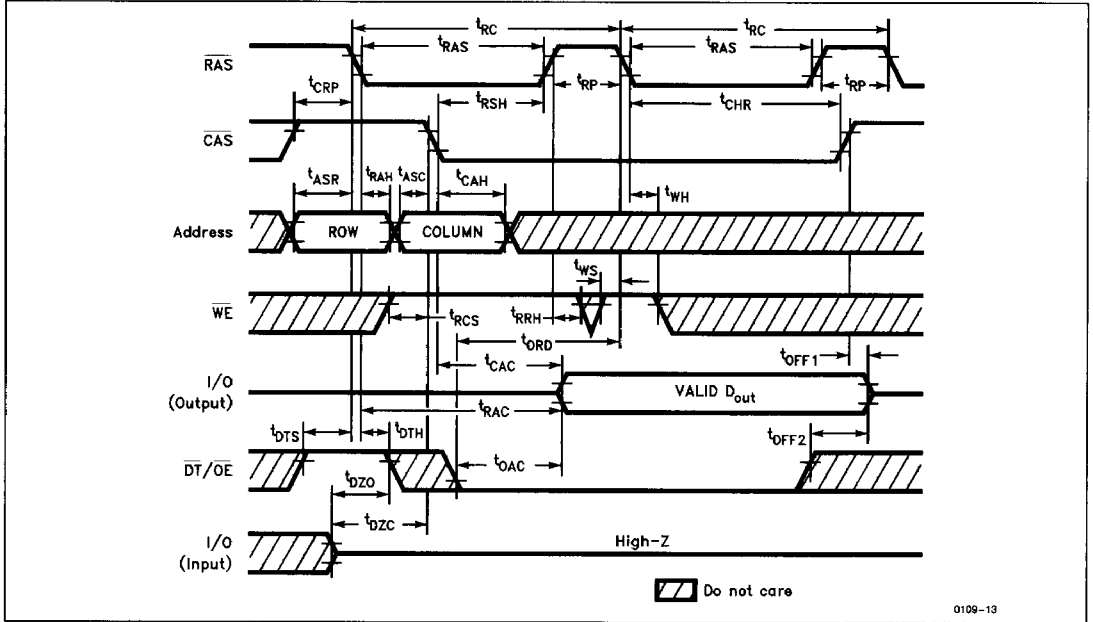 tRC tRC
tRAS tRAS
RAS
tCRP tRSH tRP tCHR tRP
CAS
tASR tRAH tASC tCAH tWH
Address ROW COLUMN
tWS
WE
tRCS tRRH
tORD
tCAC tOFF1
I/O
(Output) VALID Dout
tRAC
tDTS tDTH tOFF2
tOAC
DT/OE
tDZO
tDZC
I/O
(Input) High-Z
Do not care
0109-13